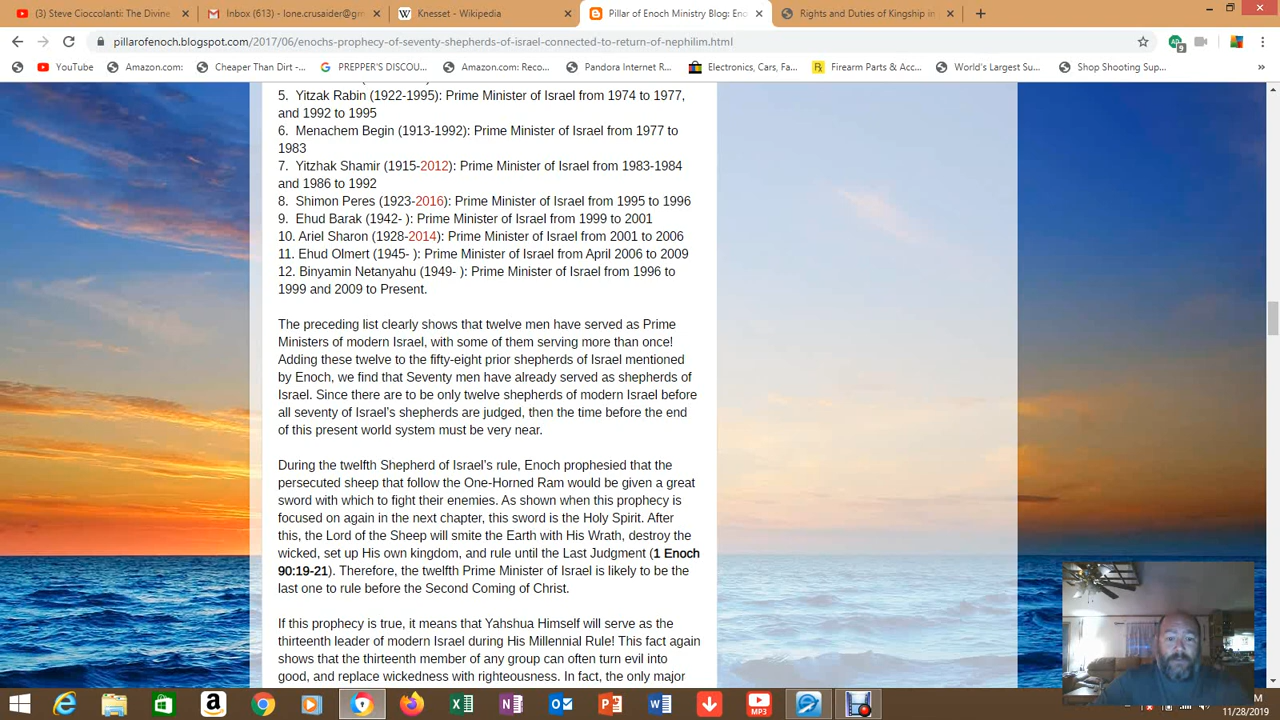 (3) Steve Cioccolanti: The Divine
Inbox (613) - lone.crusaider@gm
Knesset - Wikipedia
Pillar of Enoch Ministry Blog: Eno
Rights and Duties of Kingship in
pillarofenoch.blogspot.com/2017/06/enochs-prophecy-of-seventy-shepherds-of-israel-connected-to-return-of-nephilim.html
9
YouTube
Amazon.com:
Cheaper Than Dirt -...
PREPPER'S DISCOU...
Amazon.com: Reco...
Pandora Internet R...
Electronics, Cars, Fa...
Firearm Parts & Acc...
World's Largest Su...
Shop Shooting Sup...
»
5. Yitzak Rabin (1922-1995): Prime Minister of Israel from 1974 to 1977,
and 1992 to 1995
6. Menachem Begin (1913-1992): Prime Minister of Israel from 1977 to
1983
7. Yitzhak Shamir (1915-2012): Prime Minister of Israel from 1983-1984
and 1986 to 1992
8. Shimon Peres (1923-2016): Prime Minister of Israel from 1995 to 1996
9. Ehud Barak (1942- ): Prime Minister of Israel from 1999 to 2001
10. Ariel Sharon (1928-2014): Prime Minister of Israel from 2001 to 2006
11. Ehud Olmert (1945- ): Prime Minister of Israel from April 2006 to 2009
12. Binyamin Netanyahu (1949- ): Prime Minister of Israel from 1996 to
1999 and 2009 to Present.
The preceding list clearly shows that twelve men have served as Prime
Ministers of modern Israel, with some of them serving more than once!
Adding these twelve to the fifty-eight prior shepherds of Israel mentioned
by Enoch, we find that Seventy men have already served as shepherds of
Israel. Since there are to be only twelve shepherds of modern Israel before
all seventy of Israel's shepherds are judged, then the time before the end
of this present world system must be very near.
During the twelfth Shepherd of Israel's rule, Enoch prophesied that the
persecuted sheep that follow the One-Horned Ram would be given a great
sword with which to fight their enemies. As shown when this prophecy is
focused on again in the next chapter, this sword is the Holy Spirit. After
this, the Lord of the Sheep will smite the Earth with His Wrath, destroy the
wicked, set up His own kingdom, and rule until the Last Judgment (1 Enoch
90:19-21). Therefore, the twelfth Prime Minister of Israel is likely to be the
last one to rule before the Second Coming of Christ.
If this prophecy is true, it means that Yahshua Himself will serve as the
thirteenth leader of modern Israel during His Millennial Rule! This fact again
shows that the thirteenth member of any group can often turn evil into
good, and replace wickedness with righteousness. In fact, the only major
MP3
11/28/2019